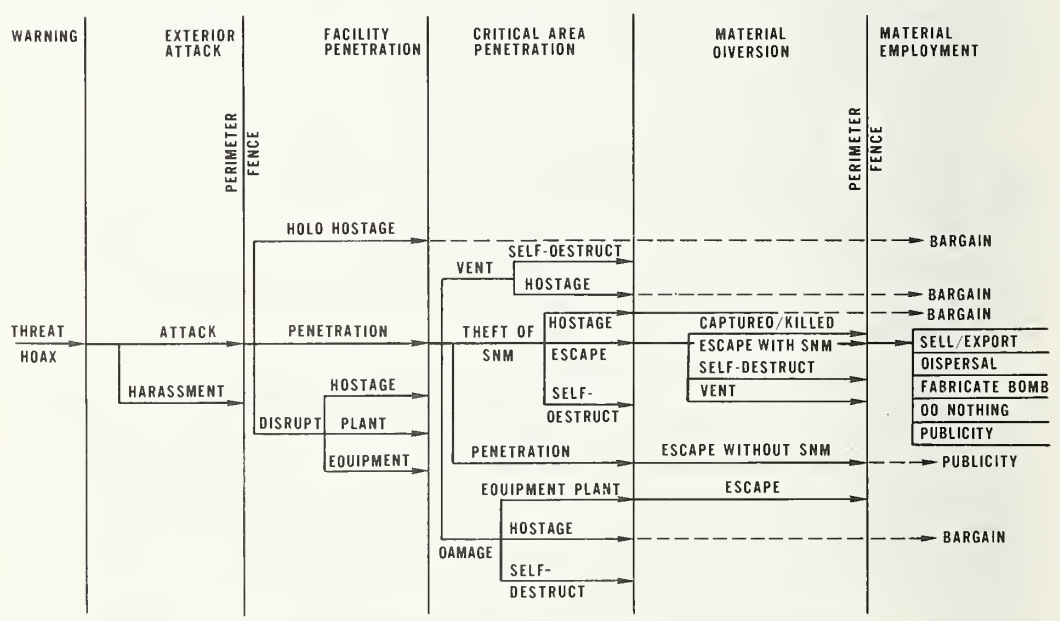 WARNING
EXTERIOR
ATTACK
FACILITY
PENETRATION
CRITICAL AREA
PENETRATION
MATERIAL
OIVERSION
MATERIAL
EMPLOYMENT
PERIMETER
FENCE
PERIMETER
FENCE
HOLO HOSTAGE
BARGAIN
SELF-OESTRUCT
VENT
HOSTAGE
BARGAIN
THREAT
HOAX
ATTACK
PENETRATION
THEFT OF
SNM
HOSTAGE
BARGAIN
ESCAPE
SELF-
OESTRUCT
CAPTURED/KILLED
ESCAPE WITH SNM
SELF-DESTRUCT
VENT
SELL/EXPORT
OISPERSAL
FABRICATE BOMB
OO NOTHING
PUBLICITY
HARASSMENT
DISRUPT
HOSTAGE
PLANT
EQUIPMENT
PENETRATION
ESCAPE WITHOUT SNM
PUBLICITY
EQUIPMENT PLANT
ESCAPE
HOSTAGE
BARGAIN
OAMAGE
SELF-
DESTRUCT